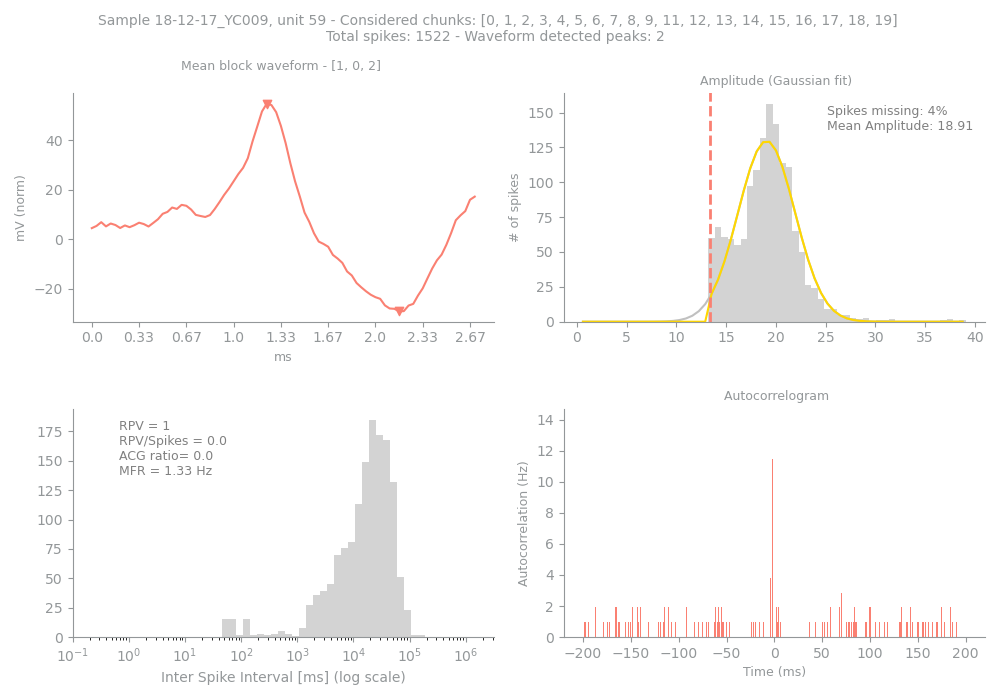 Sample 18-12-17_YC009, unit 59 - Considered chunks: [0, 1, 2, 3, 4, 5, 6, 7, 8, 9, 11, 12, 13, 14, 15, 16, 17, 18, 19]
Total spikes: 1522 - Waveform detected peaks: 2
Mean block waveform - [1, 0, 2]
mV (norm)
40
20
0
−20
0.0 0.33 0.67 1.0 1.33 1.67 2.0 2.33 2.67
ms
Amplitude (Gaussian fit)
Spikes missing: 4%
Mean Amplitude: 18.91
# of spikes
150
125
100
75
50
25
0
0 5 10 15 20 25 30 35 40
RPV = 1
RPV/Spikes = 0.0
ACG ratio= 0.0
MFR = 1.33 Hz
175
150
125
100
75
50
25
0
10⁻¹ 10⁰ 10¹ 10² 10³ 10⁴ 10⁵ 10⁶
Inter Spike Interval [ms] (log scale)
Autocorrelogram
Autocorrelation (Hz)
14
12
10
8
6
4
2
0
−200 −150 −100 −50 0 50 100 150 200
Time (ms)